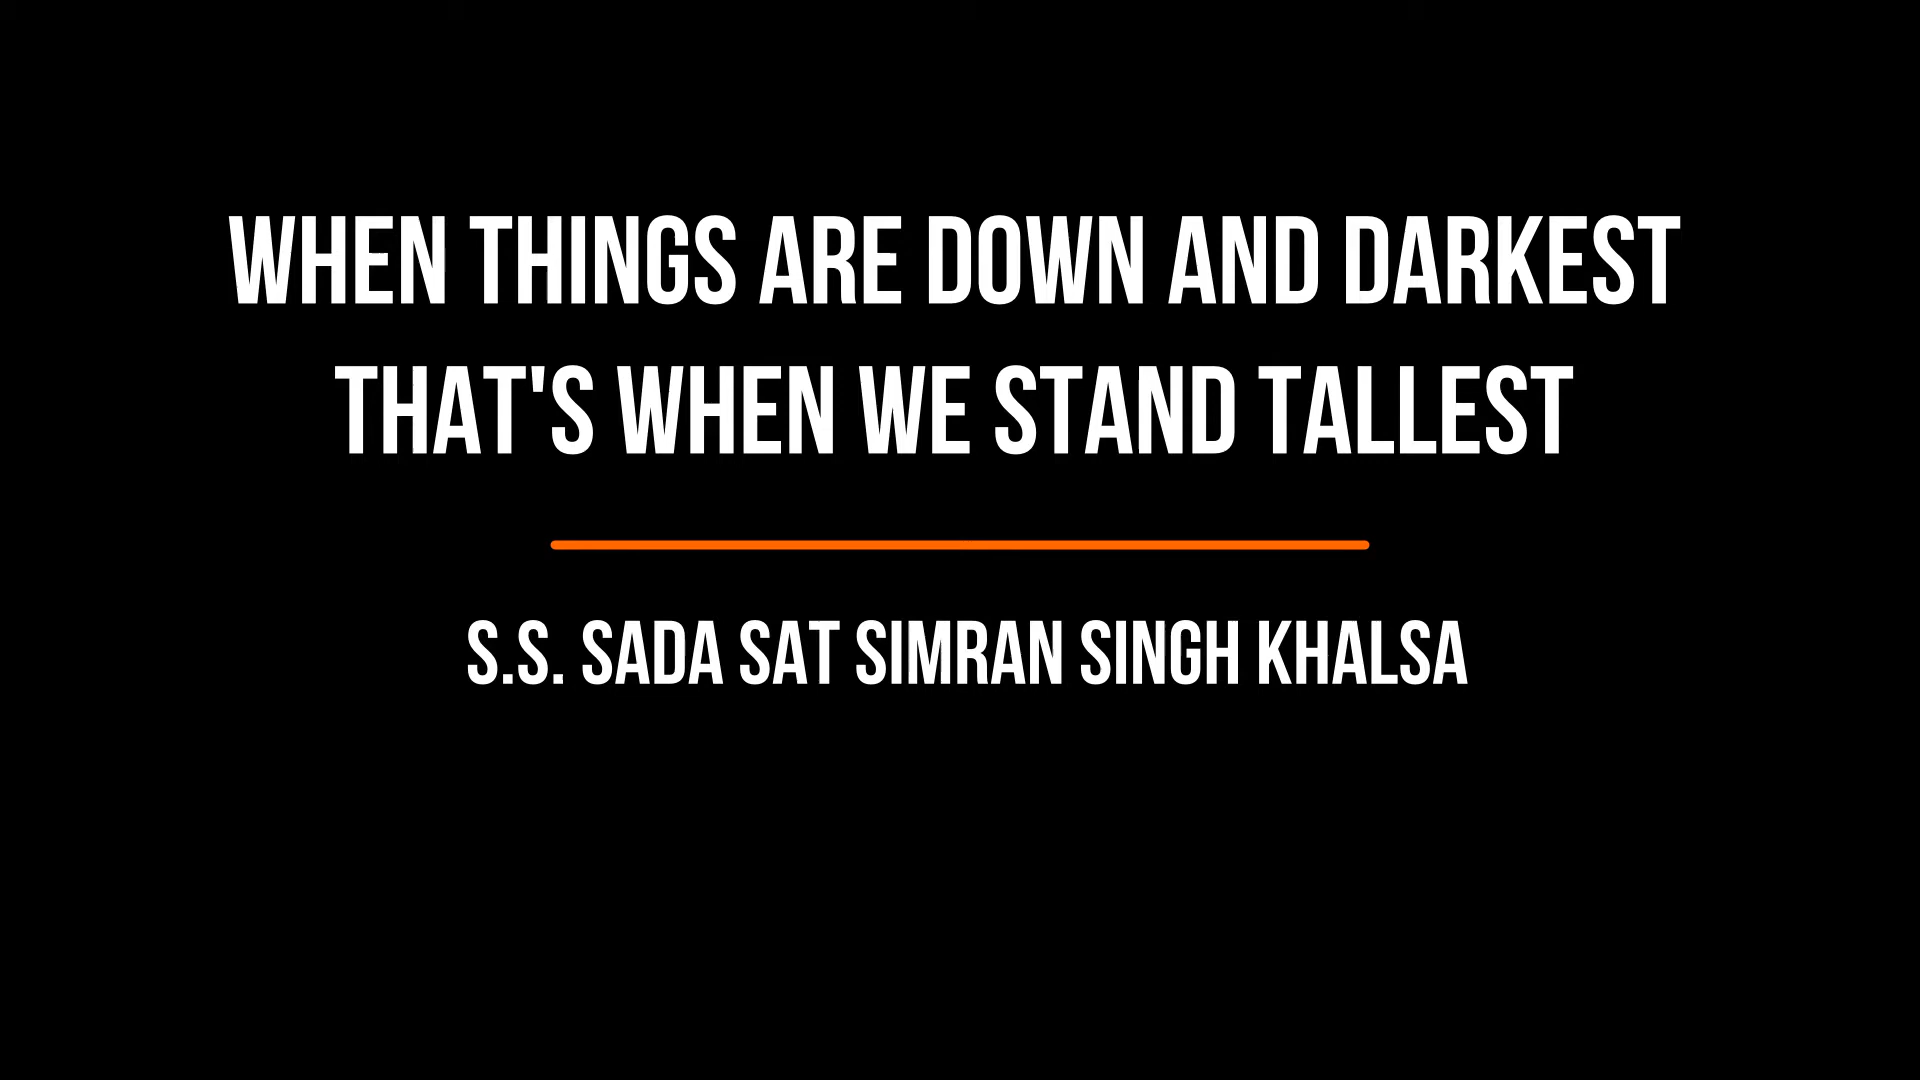 WHEN THINGS ARE DOWN AND DARKEST
THAT'S WHEN WE STAND TALLEST
S.S. SADA SAT SIMRAN SINGH KHALSA